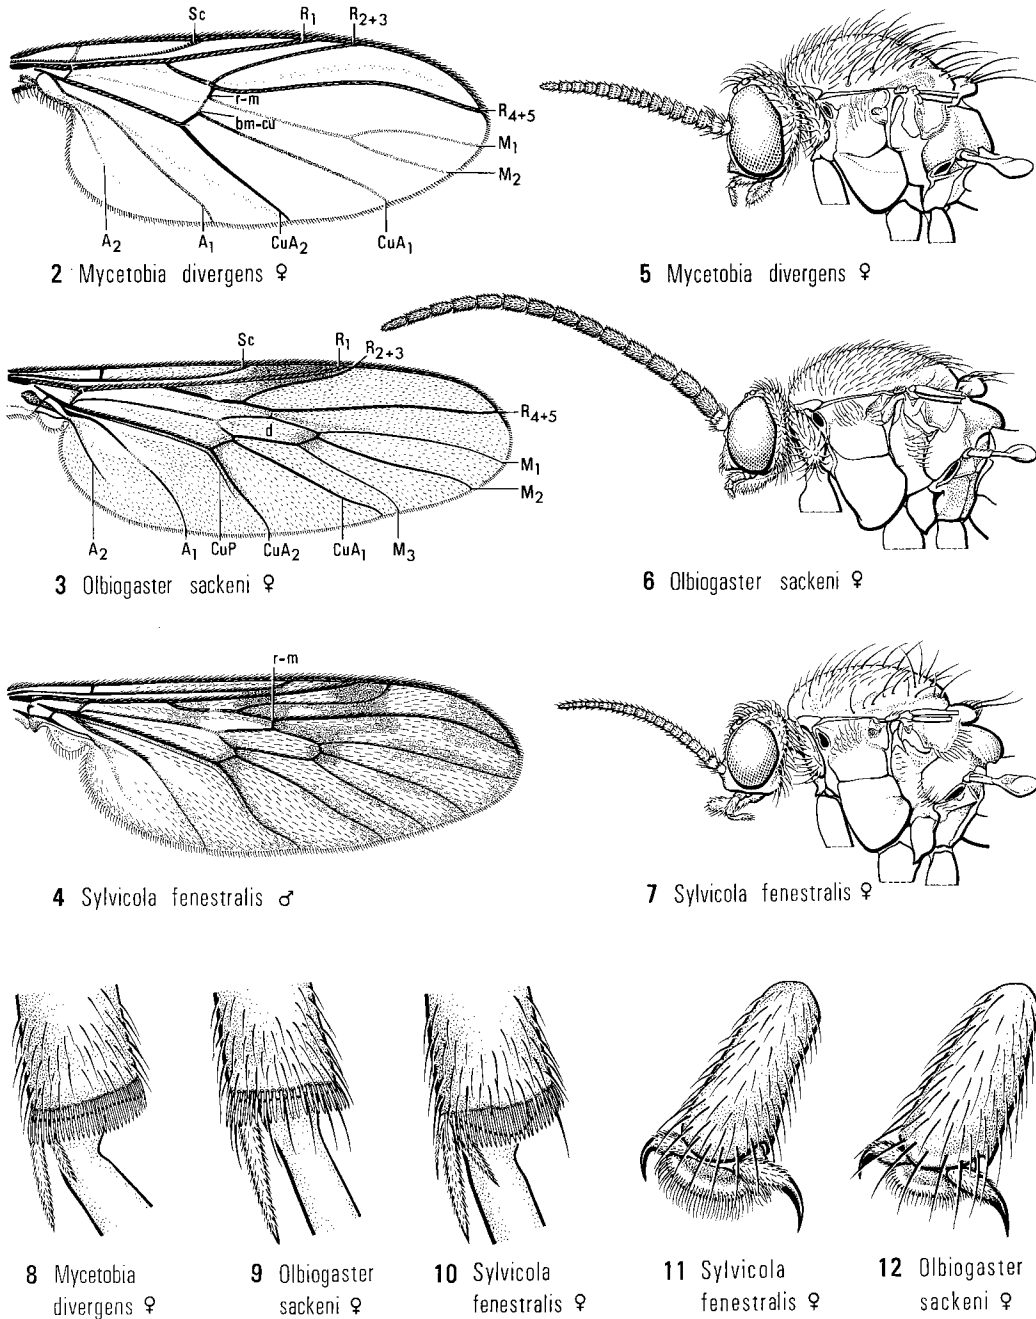 Sc R₁ R₂₊₃
r-m
bm-cu
R₄₊₅
M₁
M₂
A₂ A₁ CuA₂ CuA₁
2 Mycetobia divergens ♀
5 Mycetobia divergens ♀
Sc R₁ R₂₊₃
d
R₄₊₅
M₁
M₂
A₂ A₁ CuP CuA₂ CuA₁ M₃
3 Olbiogaster sackeni ♀
6 Olbiogaster sackeni ♀
r-m
4 Sylvicola fenestralis ♂
7 Sylvicola fenestralis ♀
8 Mycetobia
divergens ♀
9 Olbiogaster
sackeni ♀
10 Sylvicola
fenestralis ♀
11 Sylvicola
fenestralis ♀
12 Olbiogaster
sackeni ♀